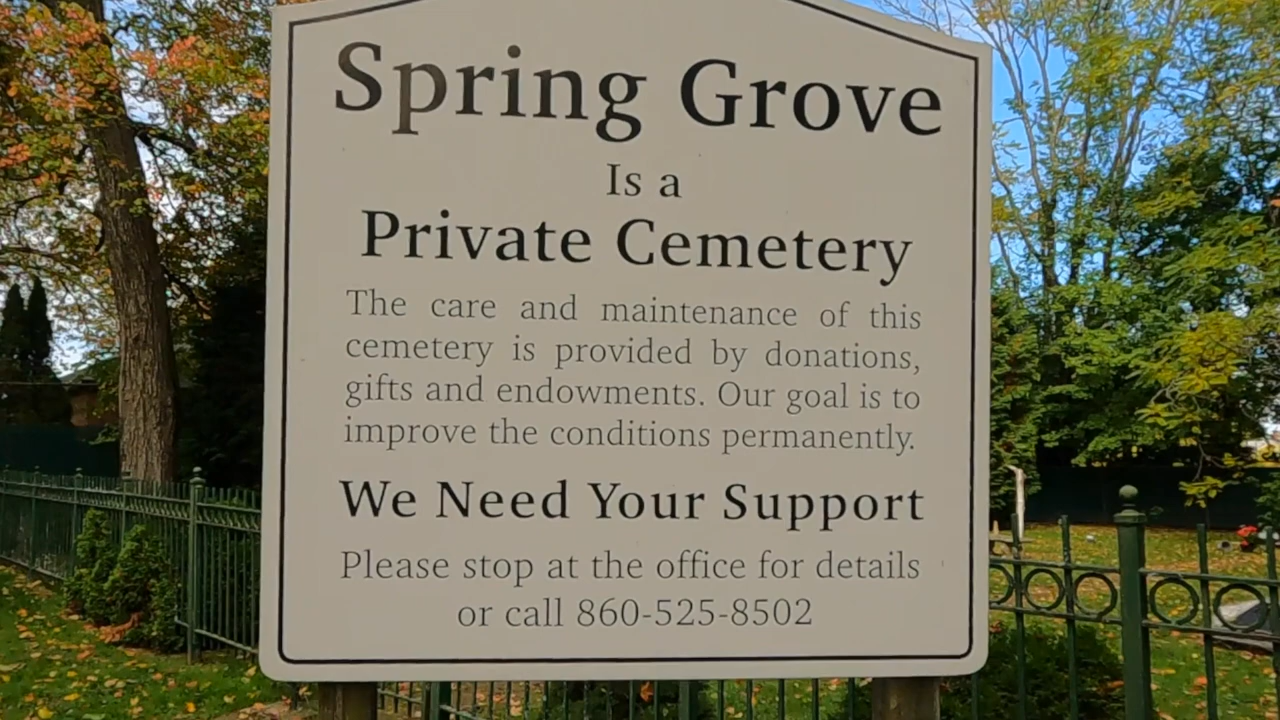 Spring Grove
Is a
Private Cemetery
The care and maintenance of this
cemetery is provided by donations,
gifts and endowments. Our goal is to
improve the conditions permanently.
We Need Your Support
Please stop at the office for details
or call 860-525-8502